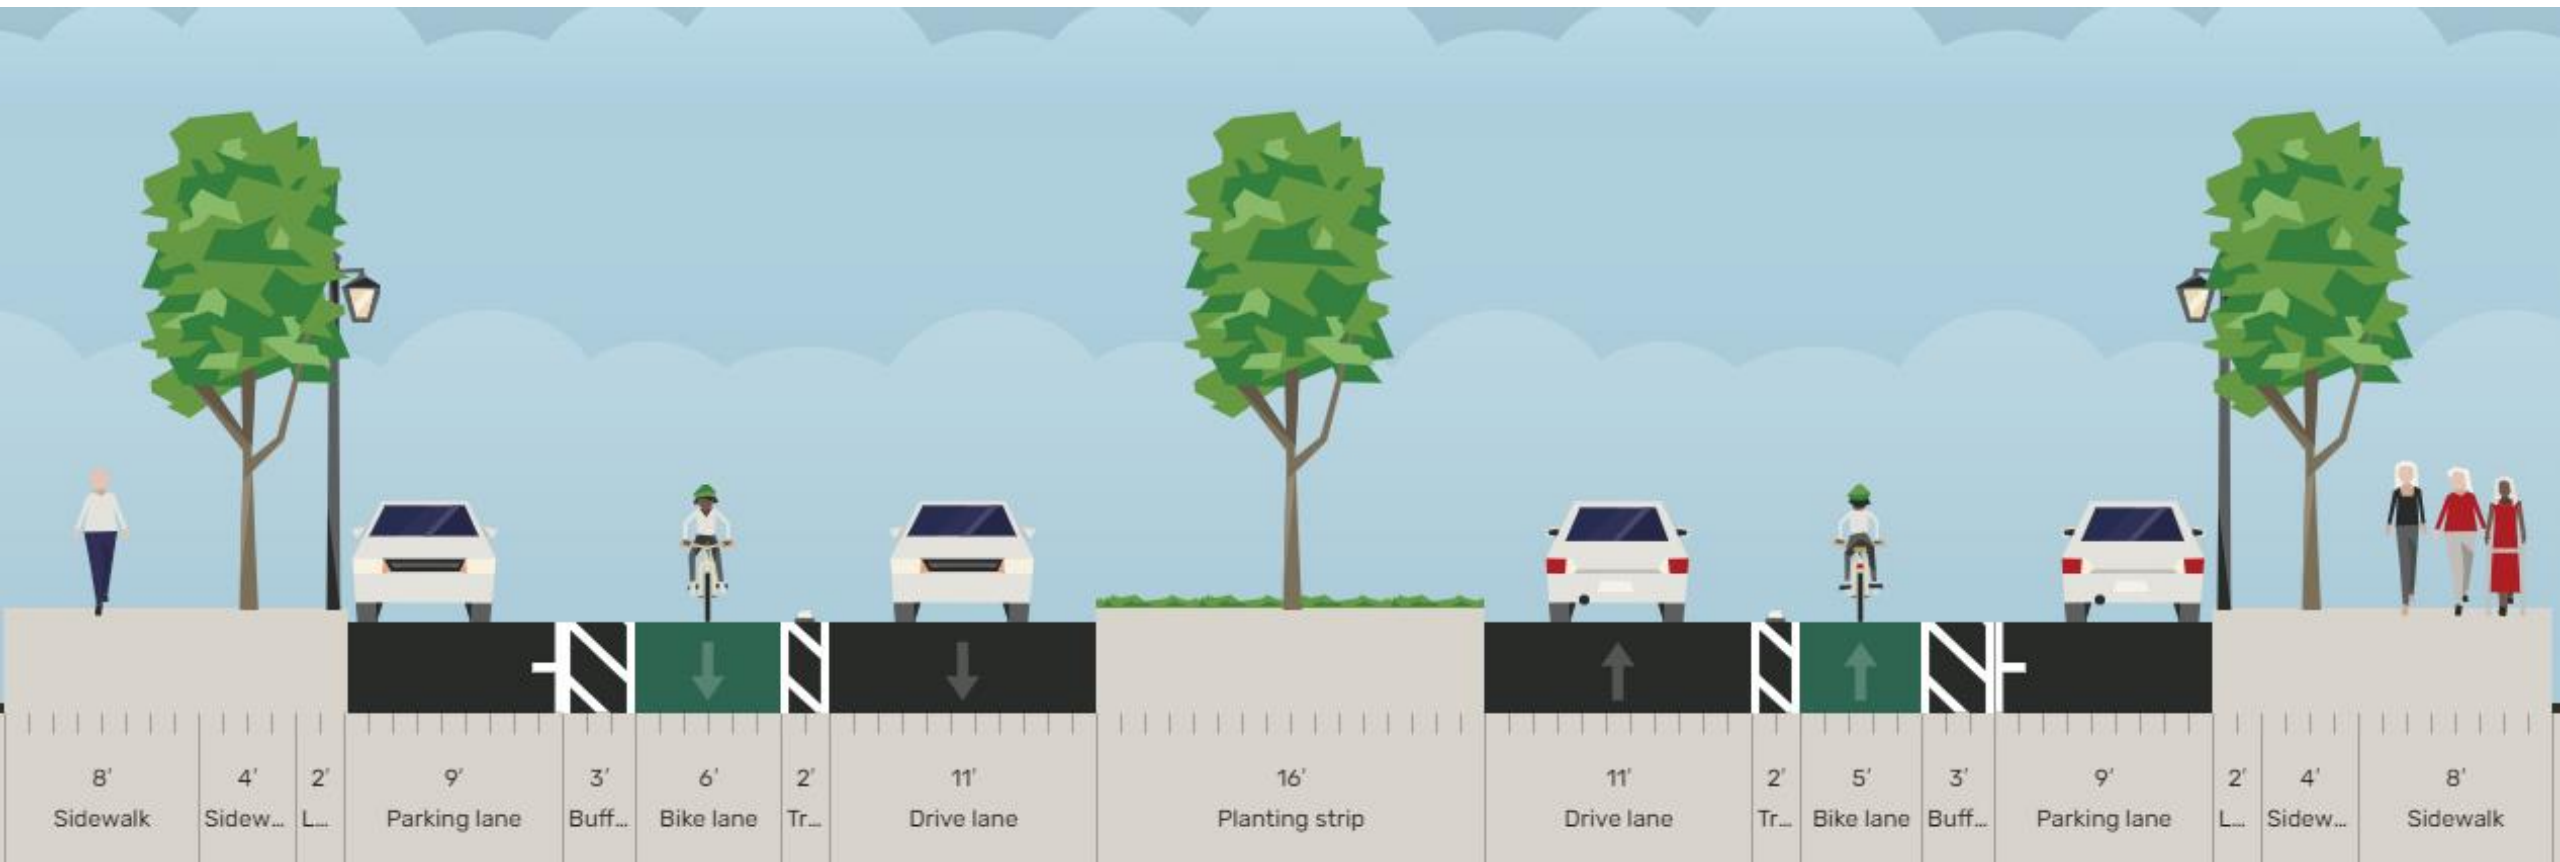 8' 4' 2' 9' 3' 6' 2' 11' 16' 11' 2' 5' 3' 9' 2' 4' 8'
Sidewalk Sidew... L... Parking lane Buff... Bike lane Tr... Drive lane Planting strip Drive lane Tr... Bike lane Buff... Parking lane L... Sidew... Sidewalk